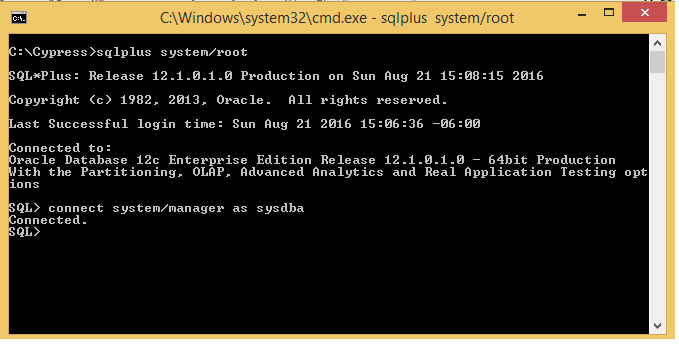 C:\Windows\system32\cmd.exe - sqlplus system/root
C:\Cypress>sqlplus system/root
SQL*Plus: Release 12.1.0.1.0 Production on Sun Aug 21 15:08:15 2016
Copyright (c) 1982, 2013, Oracle.  All rights reserved.
Last Successful login time: Sun Aug 21 2016 15:06:36 -06:00
Connected to:
Oracle Database 12c Enterprise Edition Release 12.1.0.1.0 - 64bit Production
With the Partitioning, OLAP, Advanced Analytics and Real Application Testing opt
ions
SQL> connect system/manager as sysdba
Connected.
SQL>